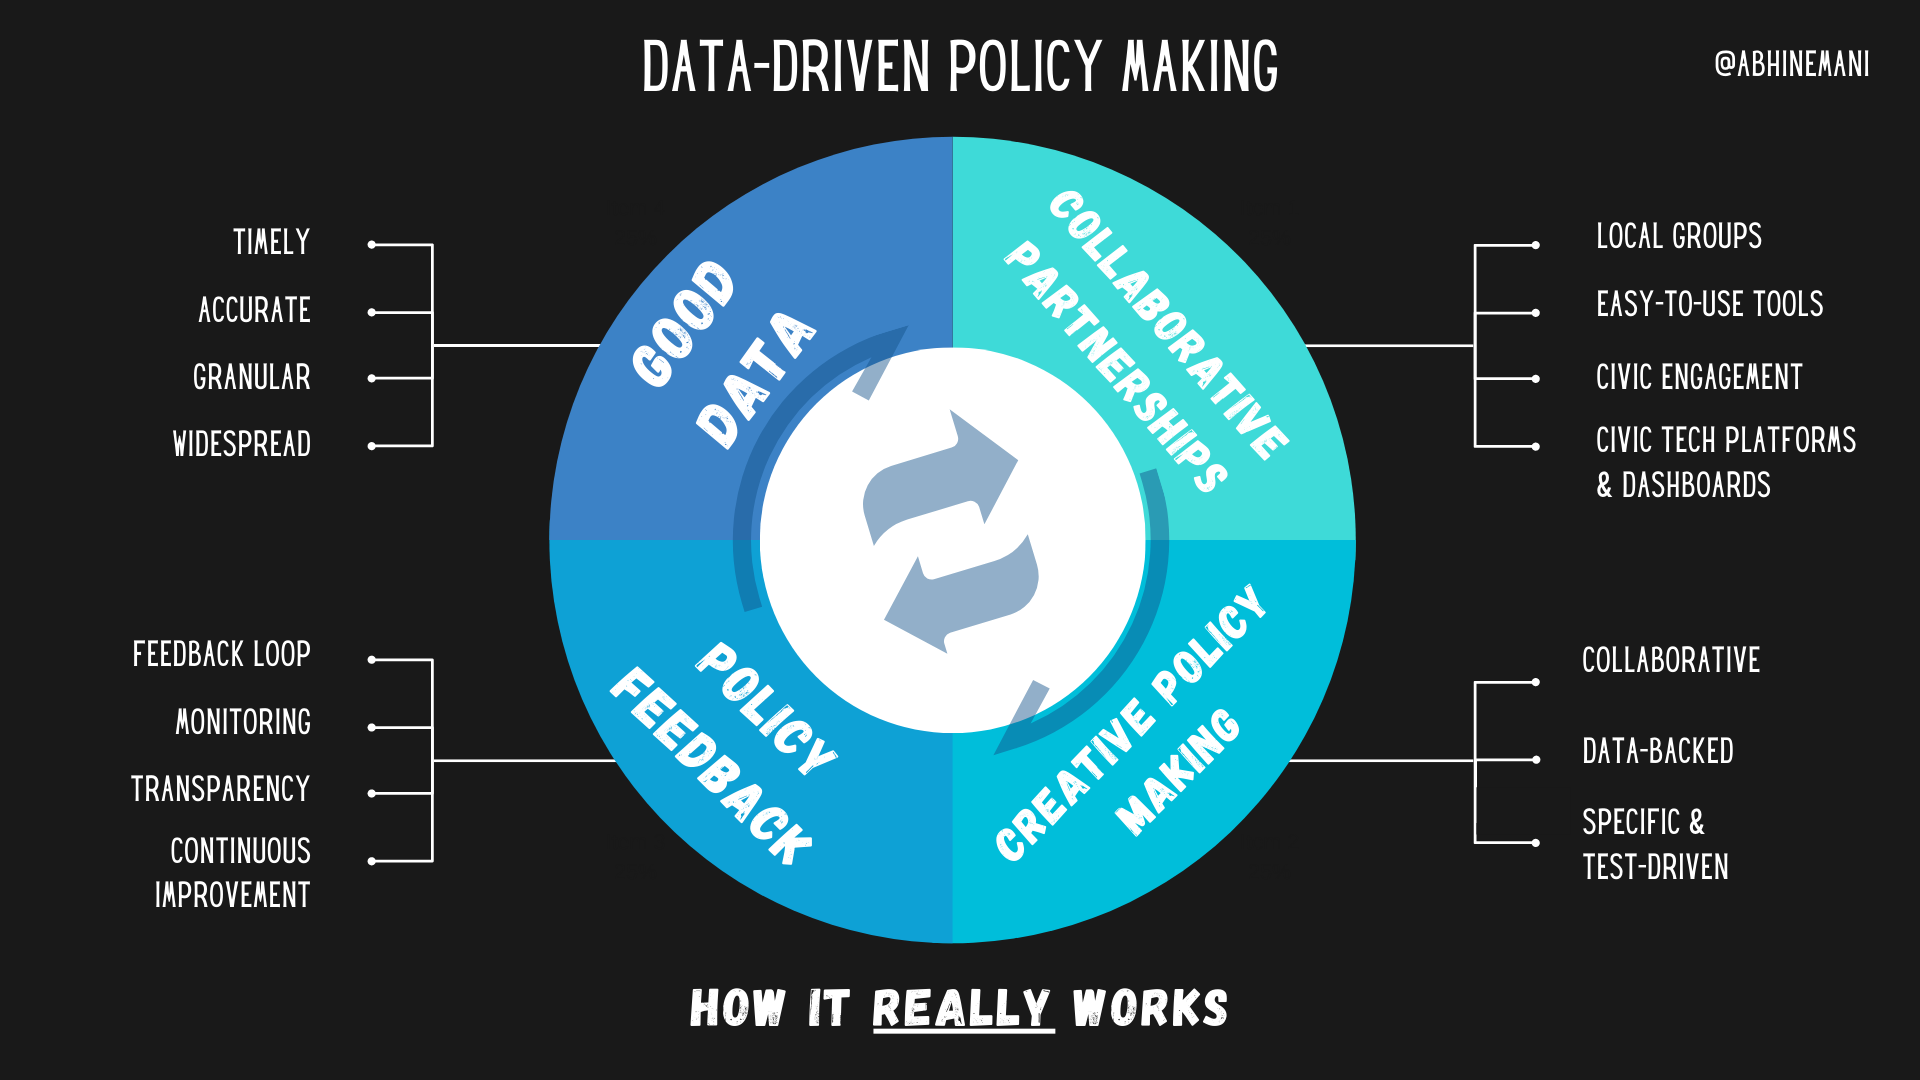 DATA-DRIVEN POLICY MAKING
@ABHINEMANI
GOOD
DATA
TIMELY
ACCURATE
GRANULAR
WIDESPREAD
COLLABORATIVE
PARTNERSHIPS
LOCAL GROUPS
EASY-TO-USE TOOLS
CIVIC ENGAGEMENT
CIVIC TECH PLATFORMS
& DASHBOARDS
POLICY
FEEDBACK
FEEDBACK LOOP
MONITORING
TRANSPARENCY
CONTINUOUS
IMPROVEMENT
CREATIVE POLICY
MAKING
COLLABORATIVE
DATA-BACKED
SPECIFIC &
TEST-DRIVEN
HOW IT REALLY WORKS